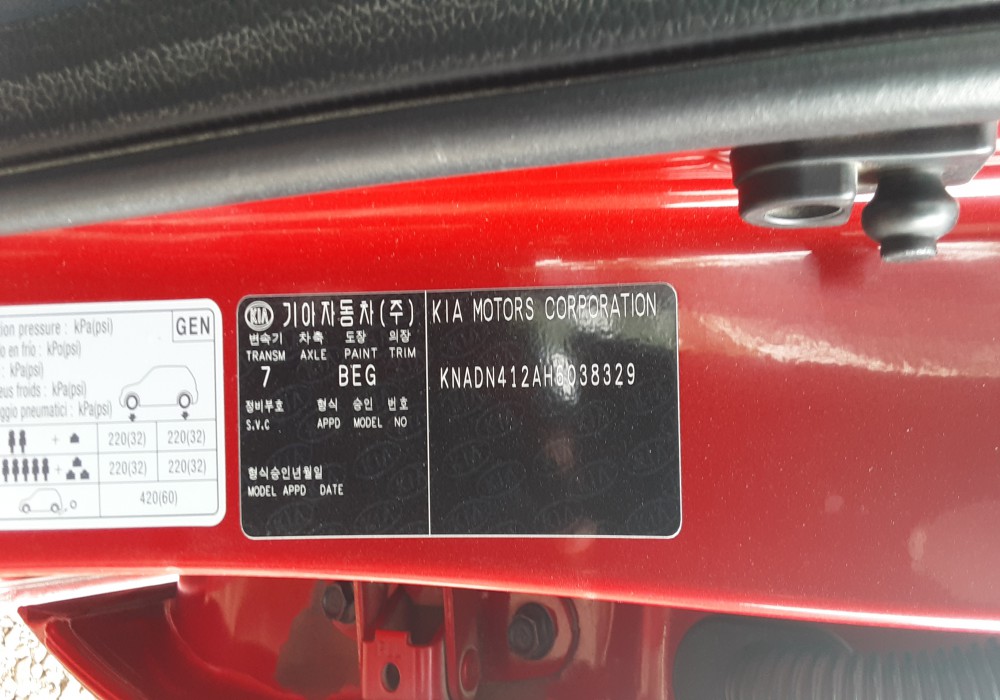 ion pressure : kPa(psi)
GEN
o en frío : kPa(psi)
: kPa(psi)
eus froids : kPa(psi)
ggio pneumatici : kPa(psi)
+
220(32)
220(32)
+
220(32)
220(32)
420(60)
KIA 기아자동차(주)
변속기 차축 도장 의장
TRANSM AXLE PAINT TRIM
7 BEG
정비부호 형식 승인 번호
S.V.C APPD MODEL NO
형식승인년월일
MODEL APPD DATE
KIA MOTORS CORPORATION
KNADN412AH6038329